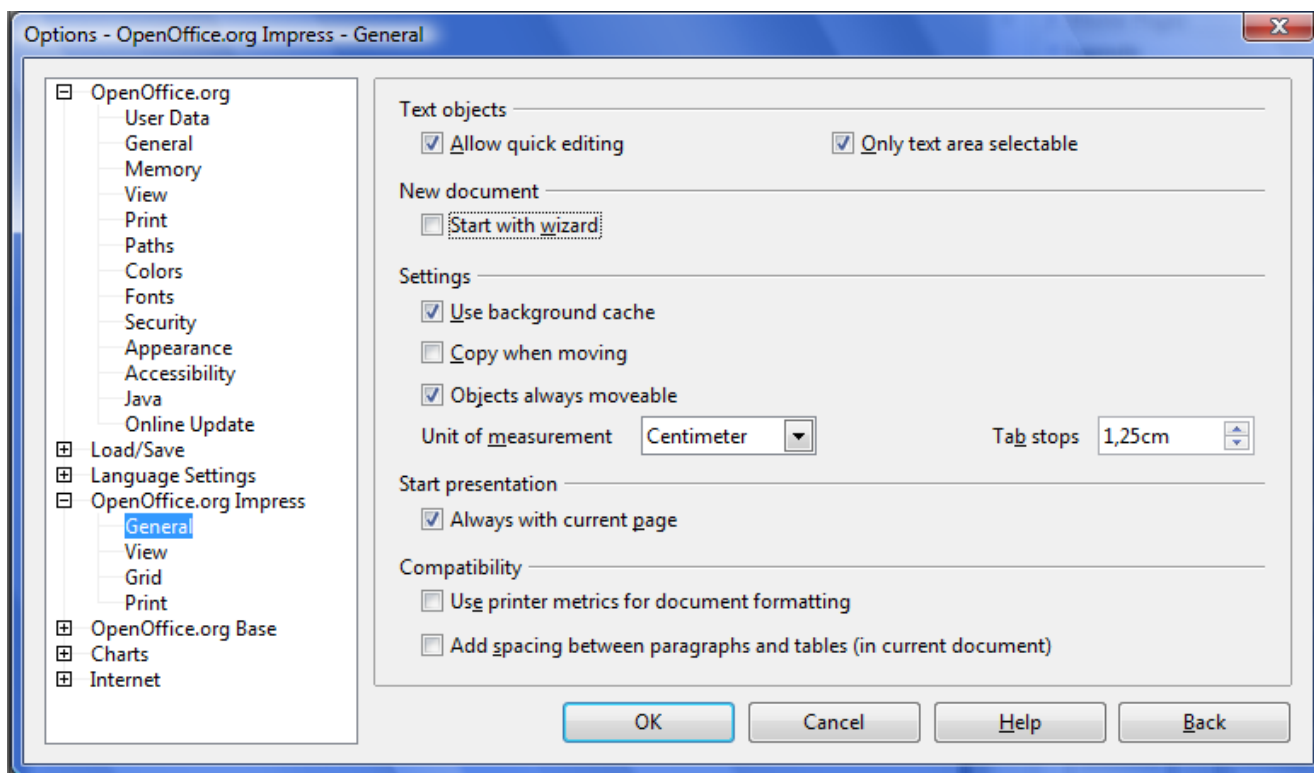 Options - OpenOffice.org Impress - General
OpenOffice.org
User Data
General
Memory
View
Print
Paths
Colors
Fonts
Security
Appearance
Accessibility
Java
Online Update
Load/Save
Language Settings
OpenOffice.org Impress
General
View
Grid
Print
OpenOffice.org Base
Charts
Internet
Text objects
Allow quick editing
Only text area selectable
New document
Start with wizard
Settings
Use background cache
Copy when moving
Objects always moveable
Unit of measurement Centimeter Tab stops 1,25cm
Start presentation
Always with current page
Compatibility
Use printer metrics for document formatting
Add spacing between paragraphs and tables (in current document)
OK Cancel Help Back